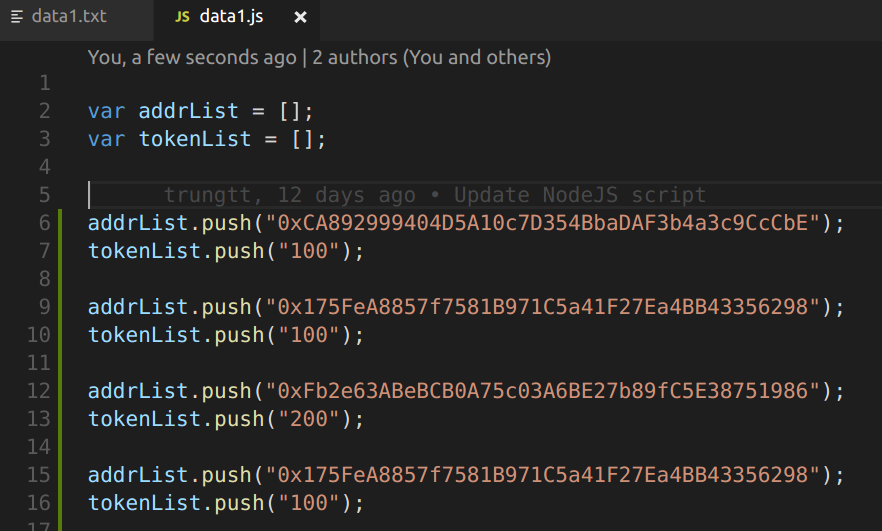 data1.txt JS data1.js
You, a few seconds ago | 2 authors (You and others)
1
2 var addrList = [];
3 var tokenList = [];
4
5 trungtt, 12 days ago • Update NodeJS script
6 addrList.push("0xCA892999404D5A10c7D354BbaDAF3b4a3c9CcCbE");
7 tokenList.push("100");
8
9 addrList.push("0x175FeA8857f7581B971C5a41F27Ea4BB43356298");
10 tokenList.push("100");
11
12 addrList.push("0xFb2e63ABeBCB0A75c03A6BE27b89fC5E38751986");
13 tokenList.push("200");
14
15 addrList.push("0x175FeA8857f7581B971C5a41F27Ea4BB43356298");
16 tokenList.push("100");
17